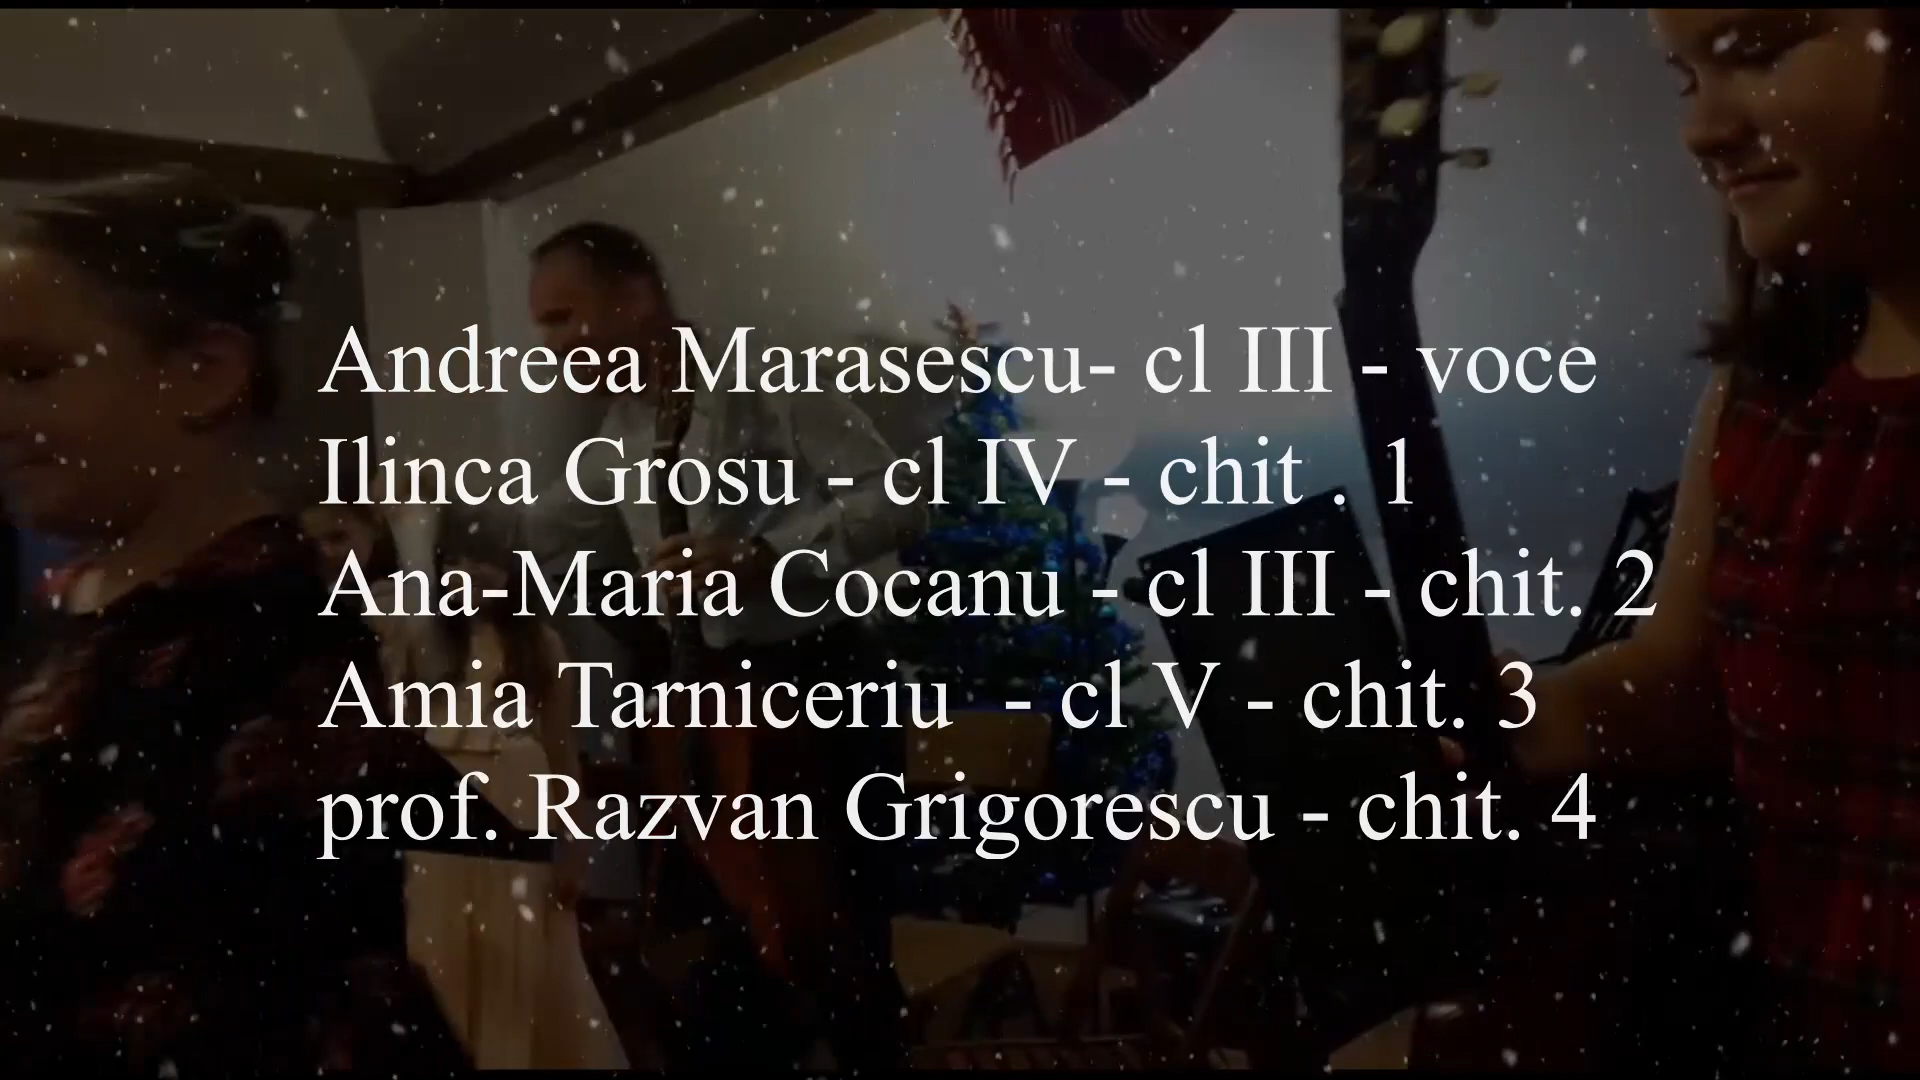 Andreea Marasescu- cl III - voce
Ilinca Grosu - cl IV - chit . 1
Ana-Maria Cocanu - cl III - chit. 2
Amia Tarniceriu  - cl V - chit. 3
prof. Razvan Grigorescu - chit. 4